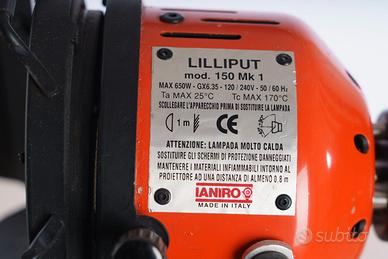 LILLIPUT
mod. 150 Mk 1
MAX 650W - GX6.35 - 120 / 240V - 50 / 60 Hz
Ta MAX 25°C Tc MAX 170°C
SCOLLEGARE L'APPARECCHIO PRIMA DI SOSTITUIRE LA LAMPADA
1 m CE
ATTENZIONE: LAMPADA MOLTO CALDA
SOSTITUIRE GLI SCHERMI DI PROTEZIONE DANNEGGIATI
MANTENERE I MATERIALI INFIAMMABILI INTORNO AL
PROIETTORE AD UNA DISTANZA DI ALMENO 0.8 m
IANIRO
MADE IN ITALY
subito